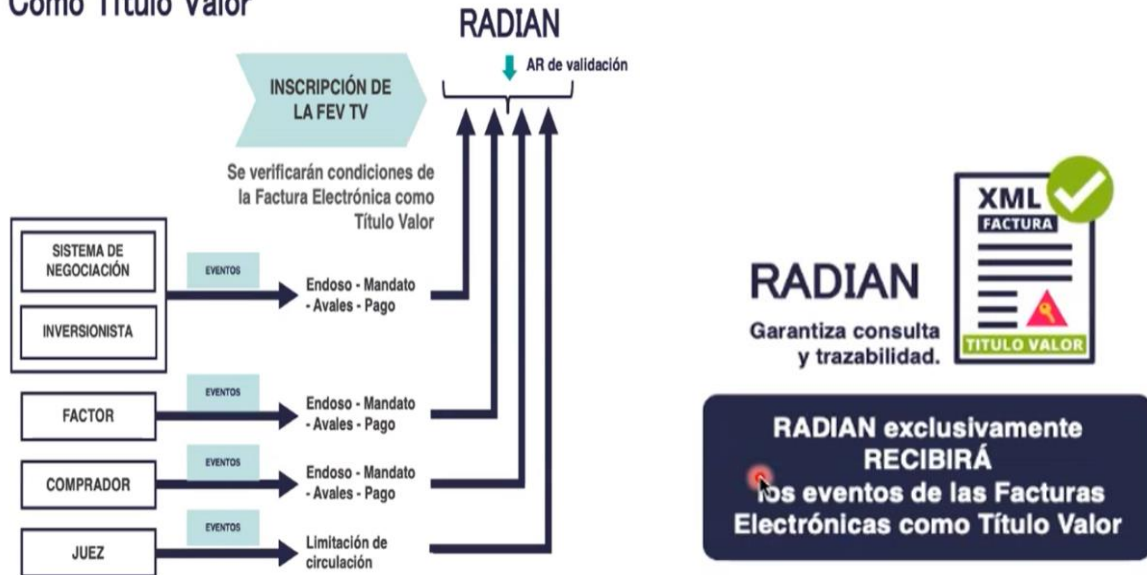 Como Título Valor
RADIAN
AR de validación
INSCRIPCIÓN DE
LA FEV TV
Se verificarán condiciones de
la Factura Electrónica como
Título Valor
SISTEMA DE
NEGOCIACIÓN
INVERSIONISTA
EVENTOS
Endoso - Mandato
- Avales - Pago
FACTOR
EVENTOS
Endoso - Mandato
- Avales - Pago
COMPRADOR
EVENTOS
Endoso - Mandato
- Avales - Pago
JUEZ
EVENTOS
Limitación de
circulación
XML
FACTURA
TITULO VALOR
RADIAN
Garantiza consulta
y trazabilidad.
RADIAN exclusivamente
RECIBIRÁ
los eventos de las Facturas
Electrónicas como Título Valor